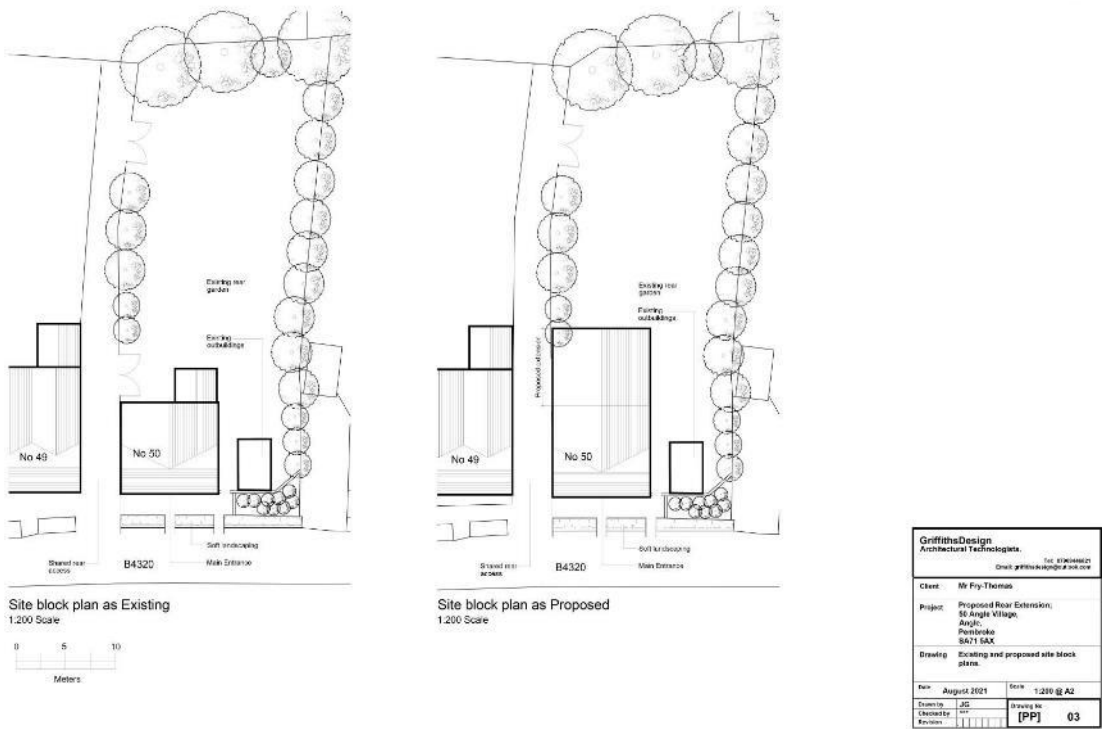 Existing rear
garden
Existing
outbuildings
No 49
No 50
Soft landscaping
Shared rear
access
B4320
Main Entrance
Site block plan as Existing
1:200 Scale
0 5 10
Meters
Existing rear
garden
Existing
outbuildings
Proposed extension
No 49
No 50
Soft landscaping
Shared rear
access
B4320
Main Entrance
Site block plan as Proposed
1:200 Scale
GriffithsDesign
Architectural Technologists.
Tel:
Email: griffithsdesign@outlook.com
Client Mr Fry-Thomas
Project Proposed Rear Extension;
50 Angle Village,
Angle,
Pembroke
SA71 5AX
Drawing Existing and proposed site block
plans.
Date August 2021 Scale 1:200 @ A2
Drawn by JG
Checked by
Revision
Drawing No
[PP] 03